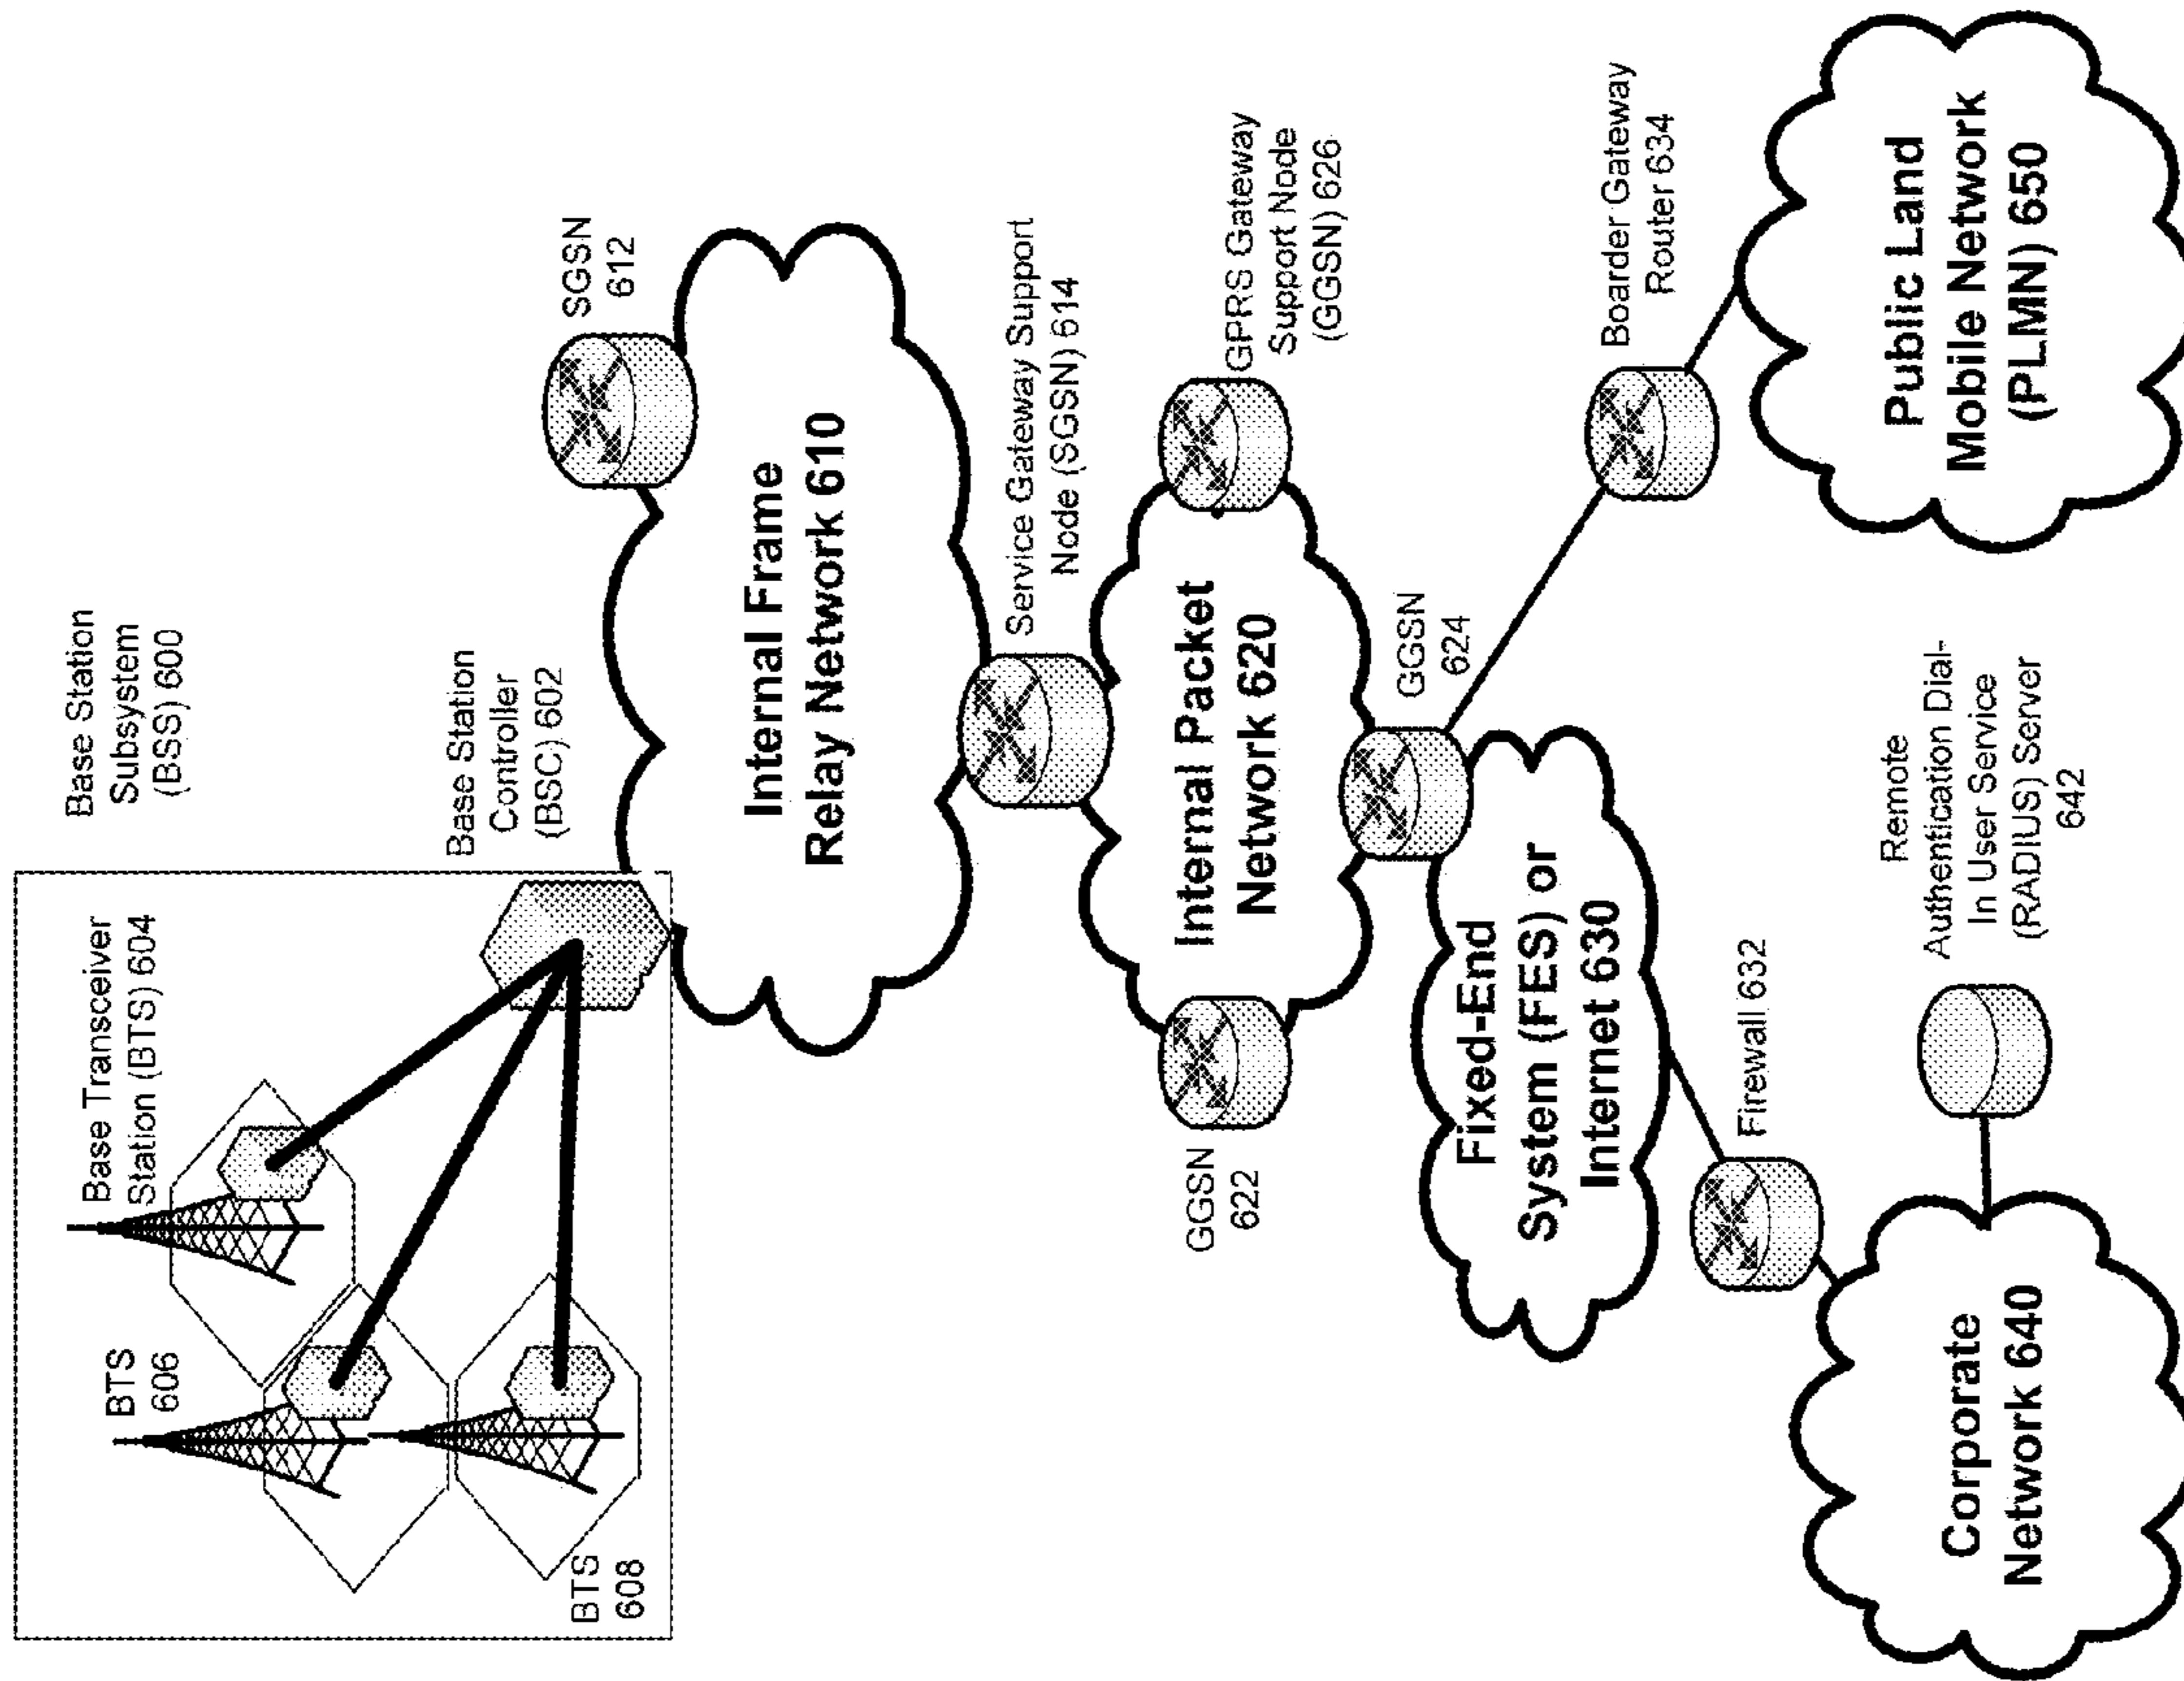 Base Station
Subsystem
(BSS) 600
Base Transceiver
Station (BTS) 604
BTS
606
BTS
608
Base Station
Controller
(BSC) 602
SGSN
612
Internal Frame
Relay Network 610
Service Gateway Support
Node (SGSN) 614
GPRS Gateway
Support Node
(GGSN) 626
Internal Packet
Network 620
GGSN
622
GGSN
624
Boarder Gateway
Router 634
Fixed-End
System (FES) or
Internet 630
Firewall 632
Remote
Authentication Dial-
In User Service
(RADIUS) Server
642
Public Land
Mobile Network
(PLMN) 650
Corporate
Network 640